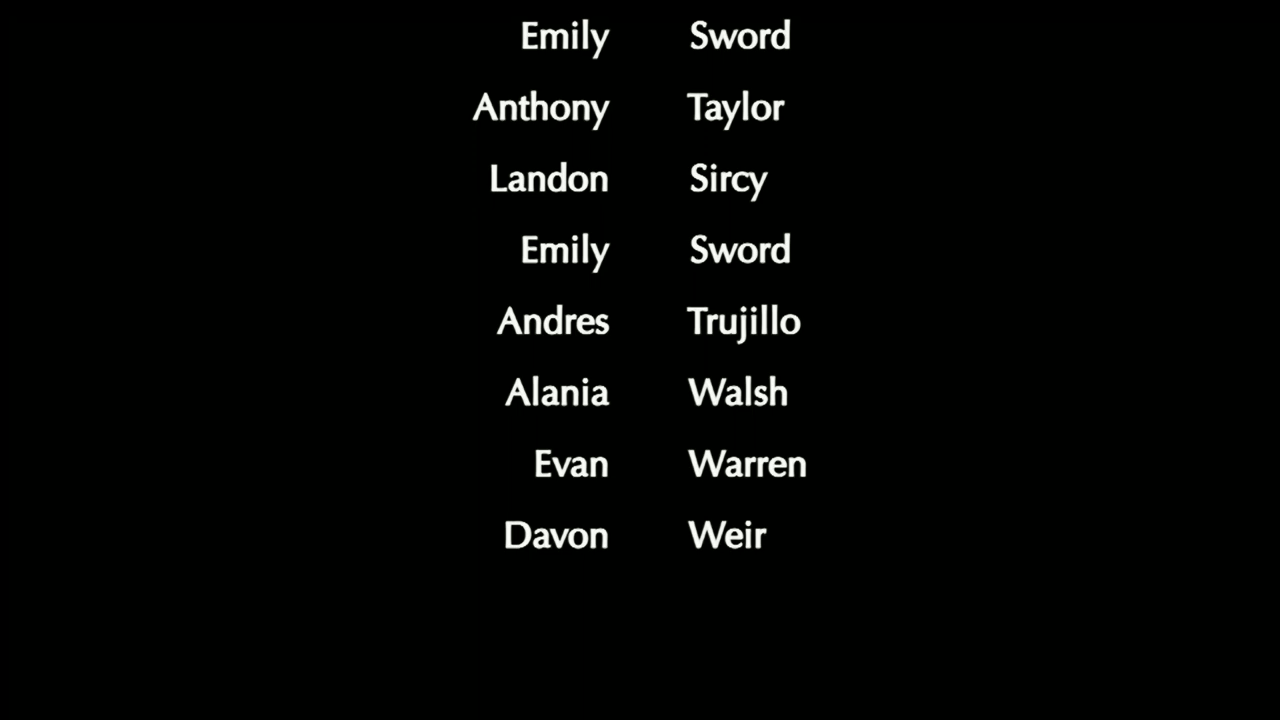 Emily Sword
Anthony Taylor
Landon Sircy
Emily Sword
Andres Trujillo
Alania Walsh
Evan Warren
Davon Weir